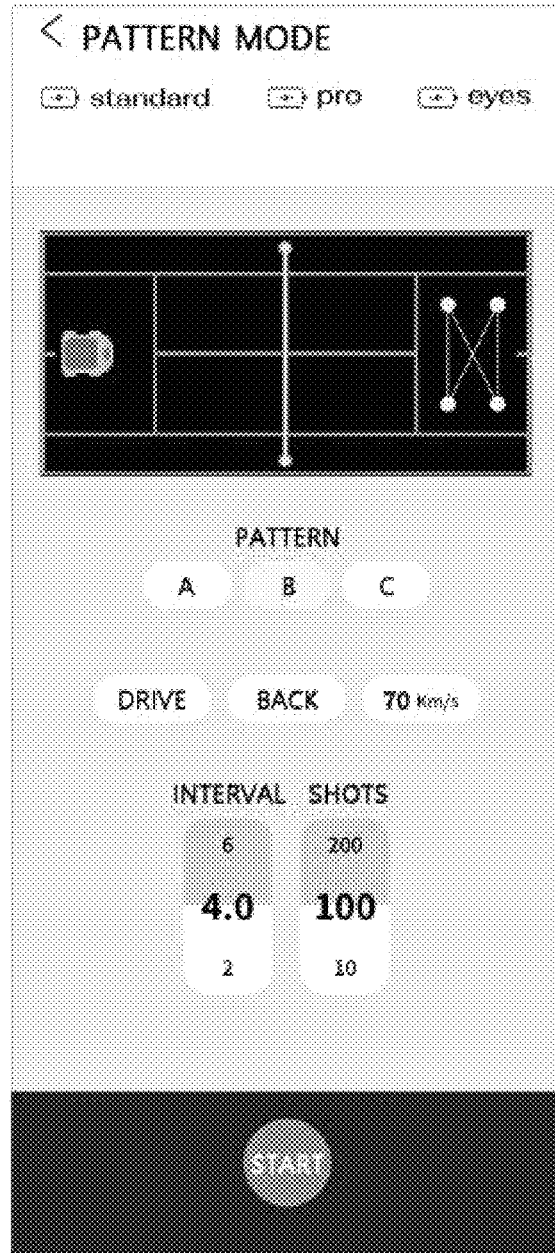 < PATTERN MODE
standard pro eyes
PATTERN
A B C
DRIVE BACK 70 Km/s
INTERVAL SHOTS
6 200
4.0 100
2 10
START